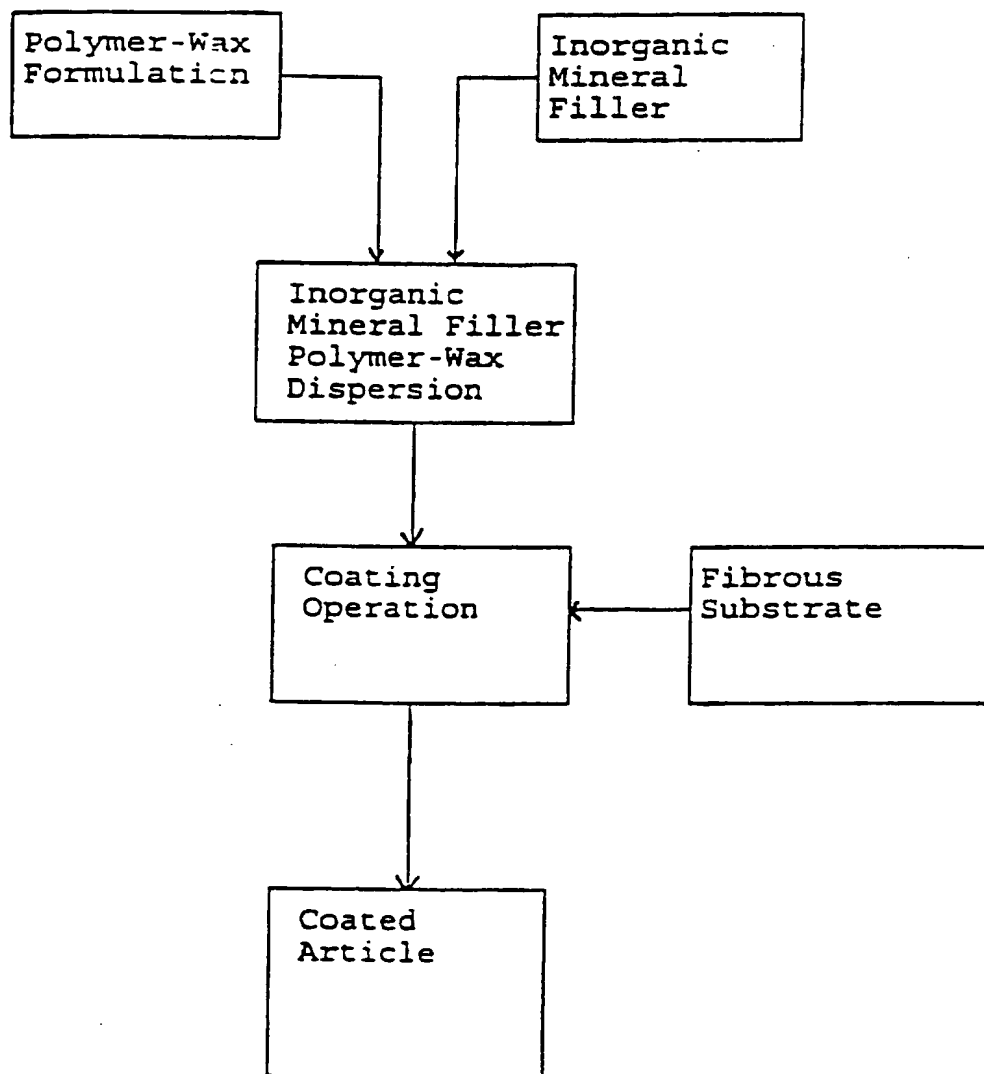 Polymer-Wax
Formulation
Inorganic
Mineral
Filler
Inorganic
Mineral Filler
Polymer-Wax
Dispersion
Coating
Operation
Fibrous
Substrate
Coated
Article